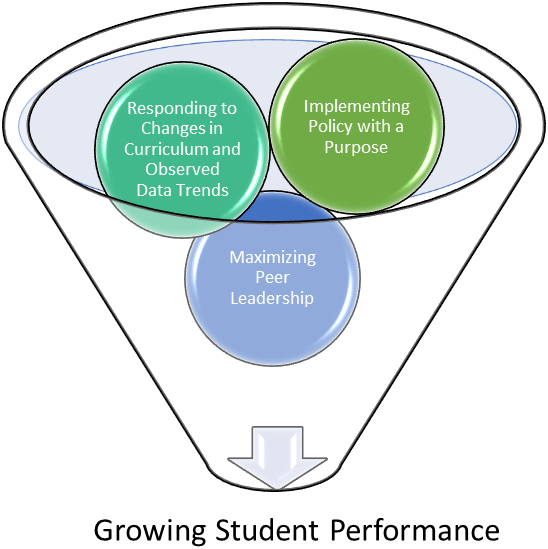 Responding to
Changes in
Curriculum and
Observed
Data Trends
Implementing
Policy with a
Purpose
Maximizing
Peer
Leadership
Growing Student Performance